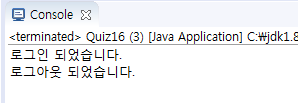 Console
<terminated> Quiz16 (3) [Java Application] C:\jdk1.8
로그인 되었습니다.
로그아웃 되었습니다.